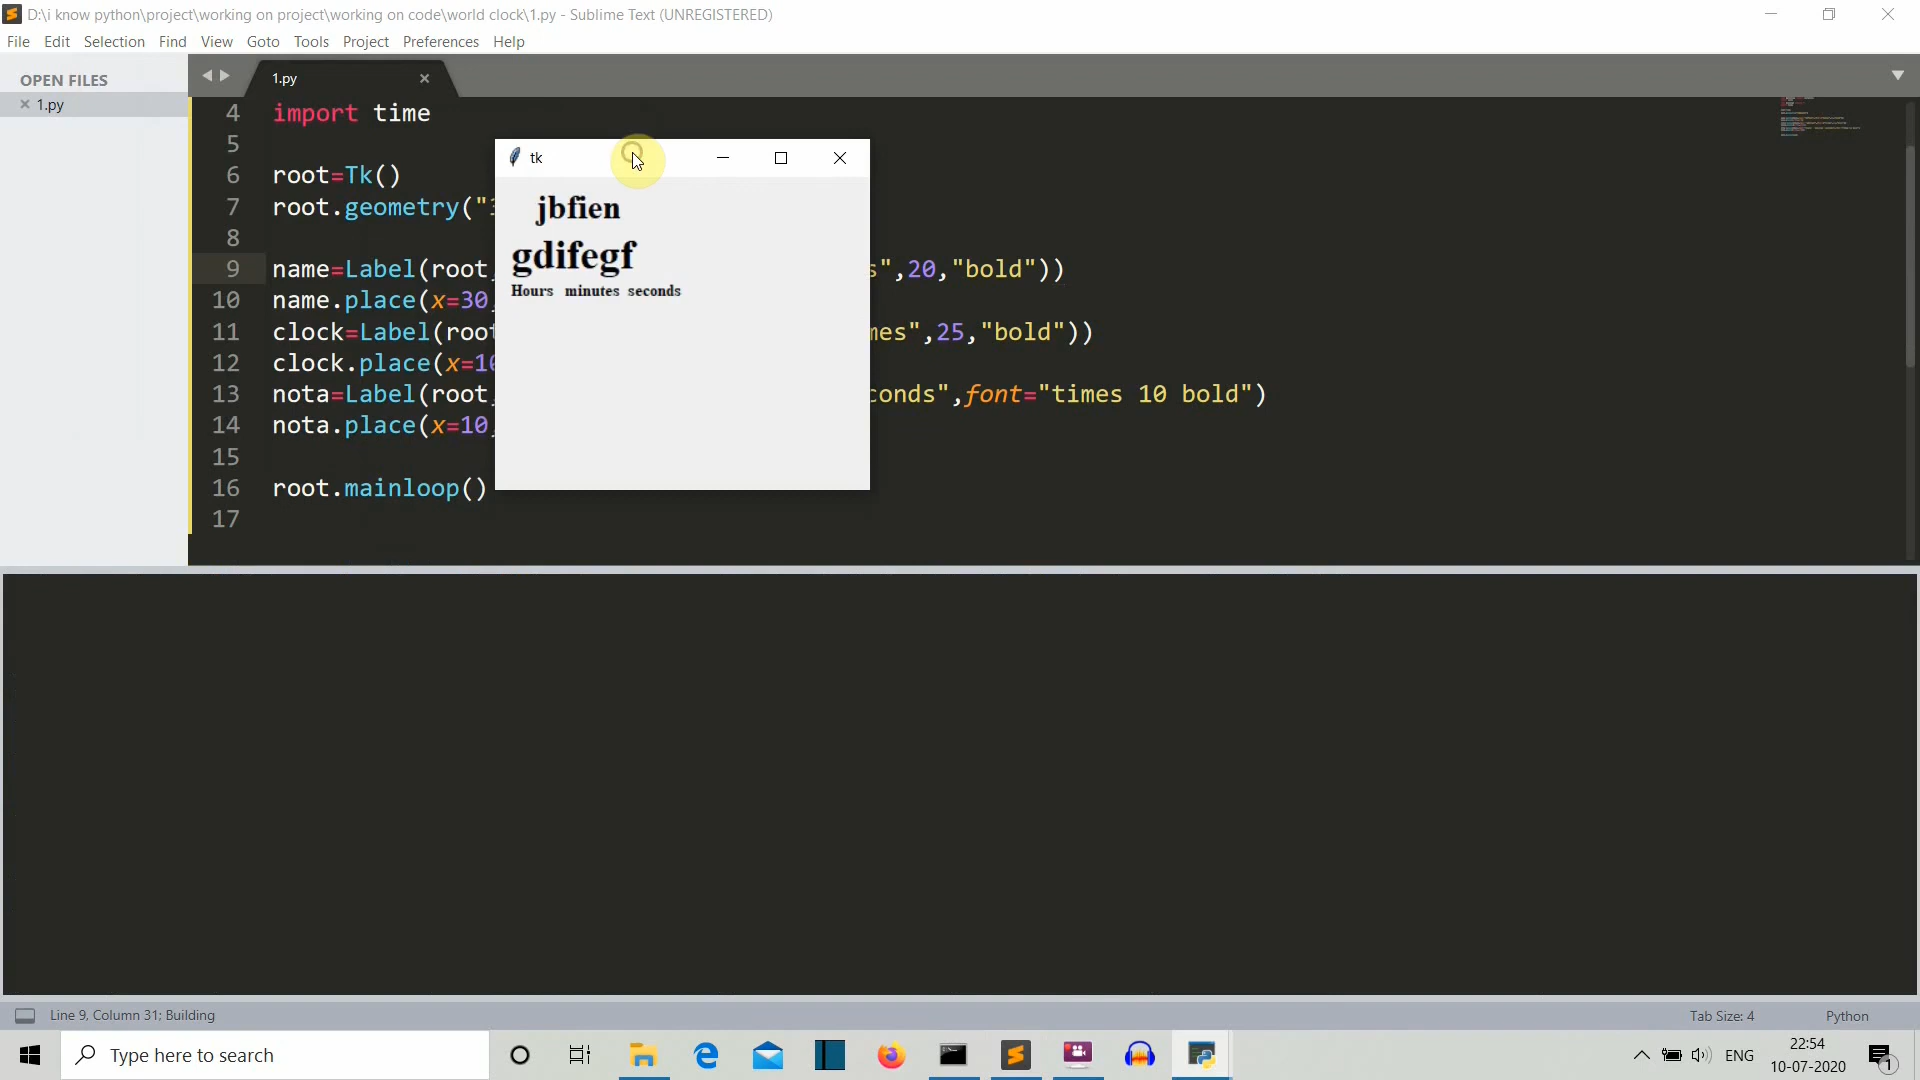 D:\i know python\project\working on project\working on code\world clock\1.py - Sublime Text (UNREGISTERED)
File Edit Selection Find View Goto Tools Project Preferences Help
OPEN FILES
1.py
1.py
4 import time
5
6 root=Tk()
7 root.geometry("3
8
9 name=Label(root, s",20,"bold"))
10 name.place(x=30,
11 clock=Label(root mes",25,"bold"))
12 clock.place(x=10
13 nota=Label(root, conds",font="times 10 bold")
14 nota.place(x=10,
15
16 root.mainloop()
17
tk
jbfien
gdifegf
Hours minutes seconds
Line 9, Column 31; Building
Tab Size: 4
Python
Type here to search
ENG
22:54
10-07-2020
1